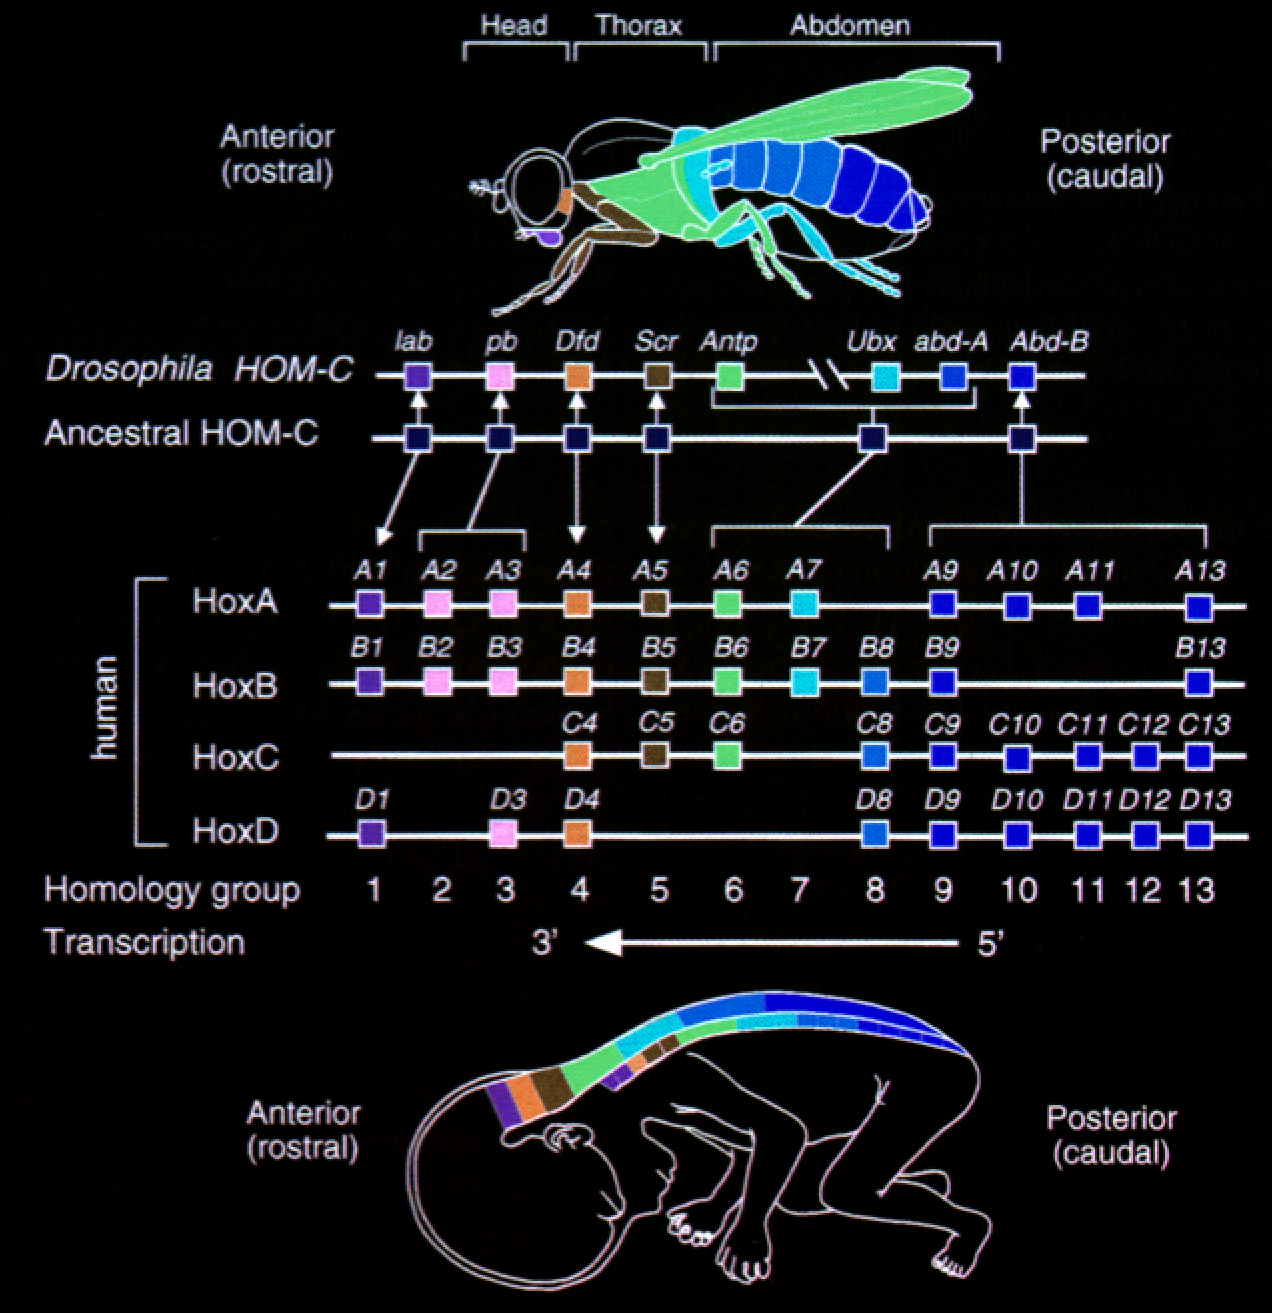 Head Thorax Abdomen
Anterior
(rostral)
Posterior
(caudal)
lab pb Dfd Scr Antp Ubx abd-A Abd-B
Drosophila HOM-C
Ancestral HOM-C
A1 A2 A3 A4 A5 A6 A7 A9 A10 A11 A13
HoxA
B1 B2 B3 B4 B5 B6 B7 B8 B9 B13
HoxB
C4 C5 C6 C8 C9 C10 C11 C12 C13
HoxC
D1 D3 D4 D8 D9 D10 D11 D12 D13
HoxD
human
Homology group 1 2 3 4 5 6 7 8 9 10 11 12 13
Transcription 3' 5'
Anterior
(rostral)
Posterior
(caudal)